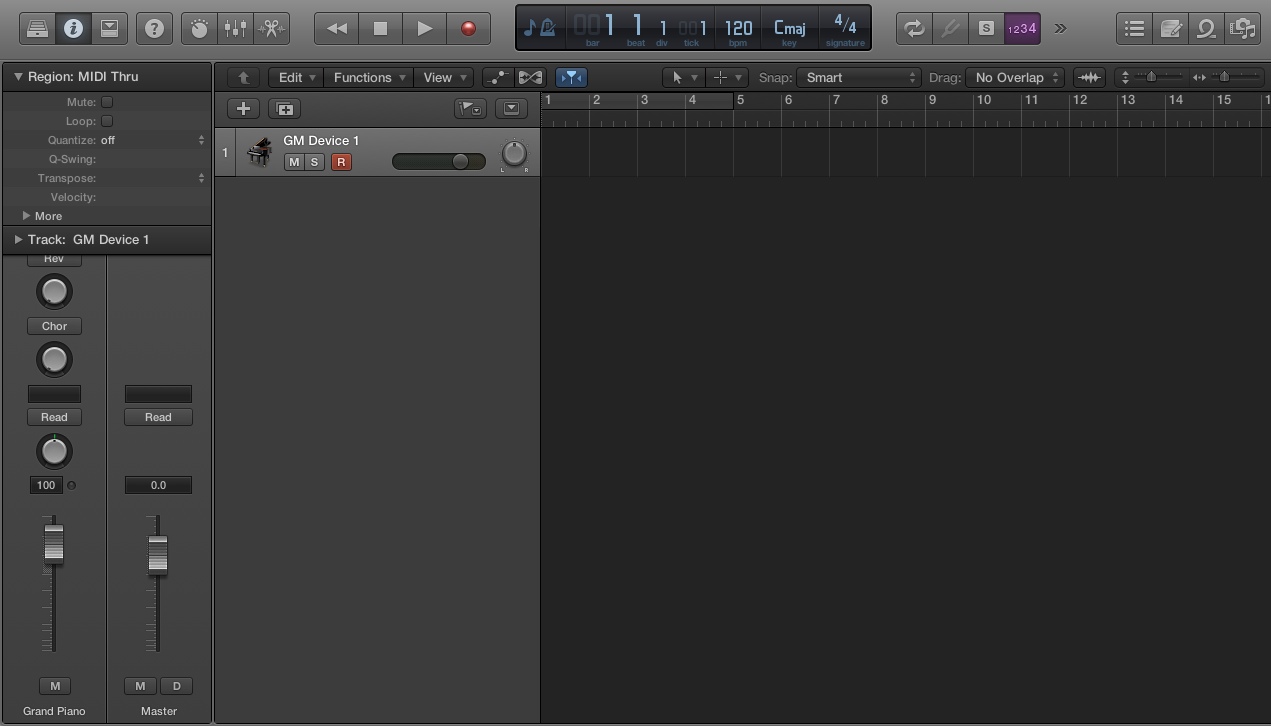 ?
001 1 1 001 120 Cmaj 4/4
bar beat div tick bpm key signature
S 1234
Region: MIDI Thru
Edit Functions View Snap: Smart Drag: No Overlap
Mute:
Loop:
Quantize: off
Q-Swing:
Transpose:
Velocity:
More
Track: GM Device 1
1 2 3 4 5 6 7 8 9 10 11 12 13 14 15 1
1 GM Device 1
M S R
L R
Rev
Chor
Read Read
100 0.0
M M D
Grand Piano Master